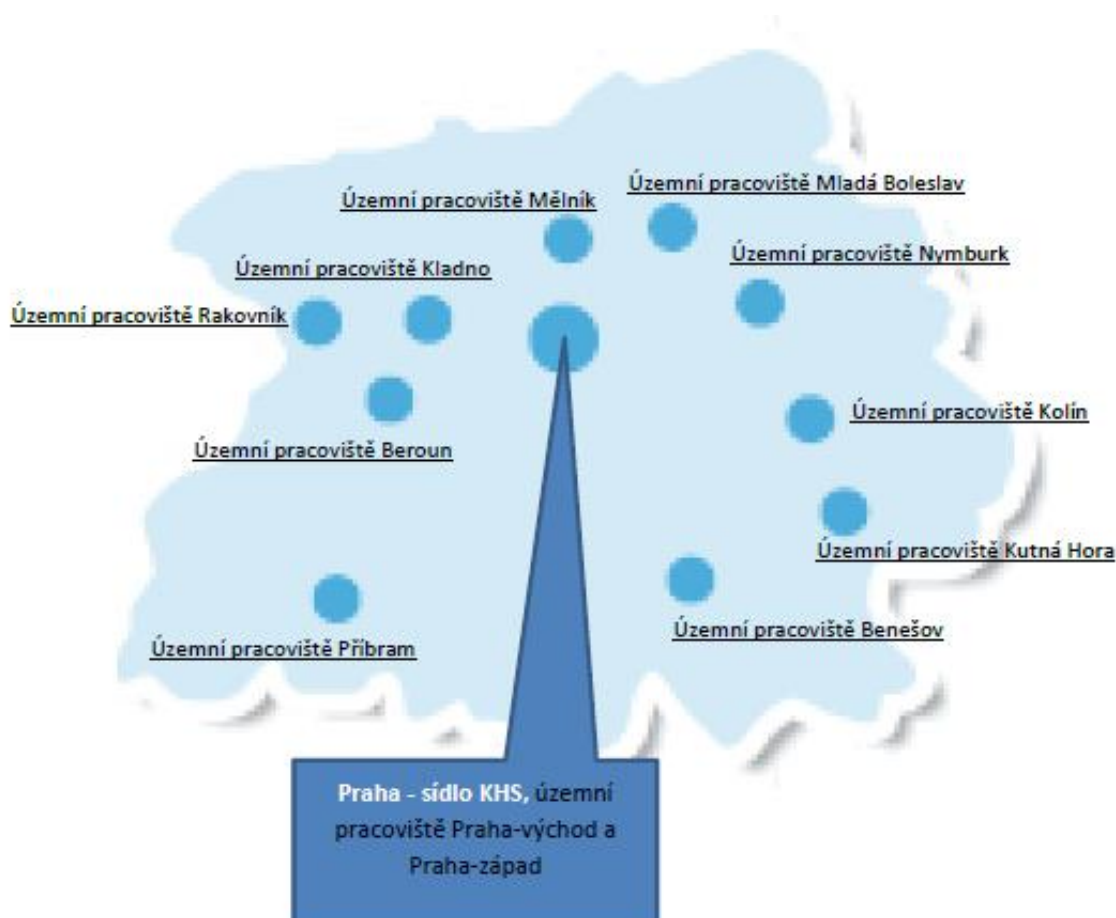 Územní pracoviště Mladá Boleslav
Územní pracoviště Mělník
Územní pracoviště Nymburk
Územní pracoviště Kladno
Územní pracoviště Rakovník
Územní pracoviště Kolín
Územní pracoviště Beroun
Územní pracoviště Kutná Hora
Územní pracoviště Benešov
Územní pracoviště Příbram
Praha - sídlo KHS, územní
pracoviště Praha-východ a
Praha-západ